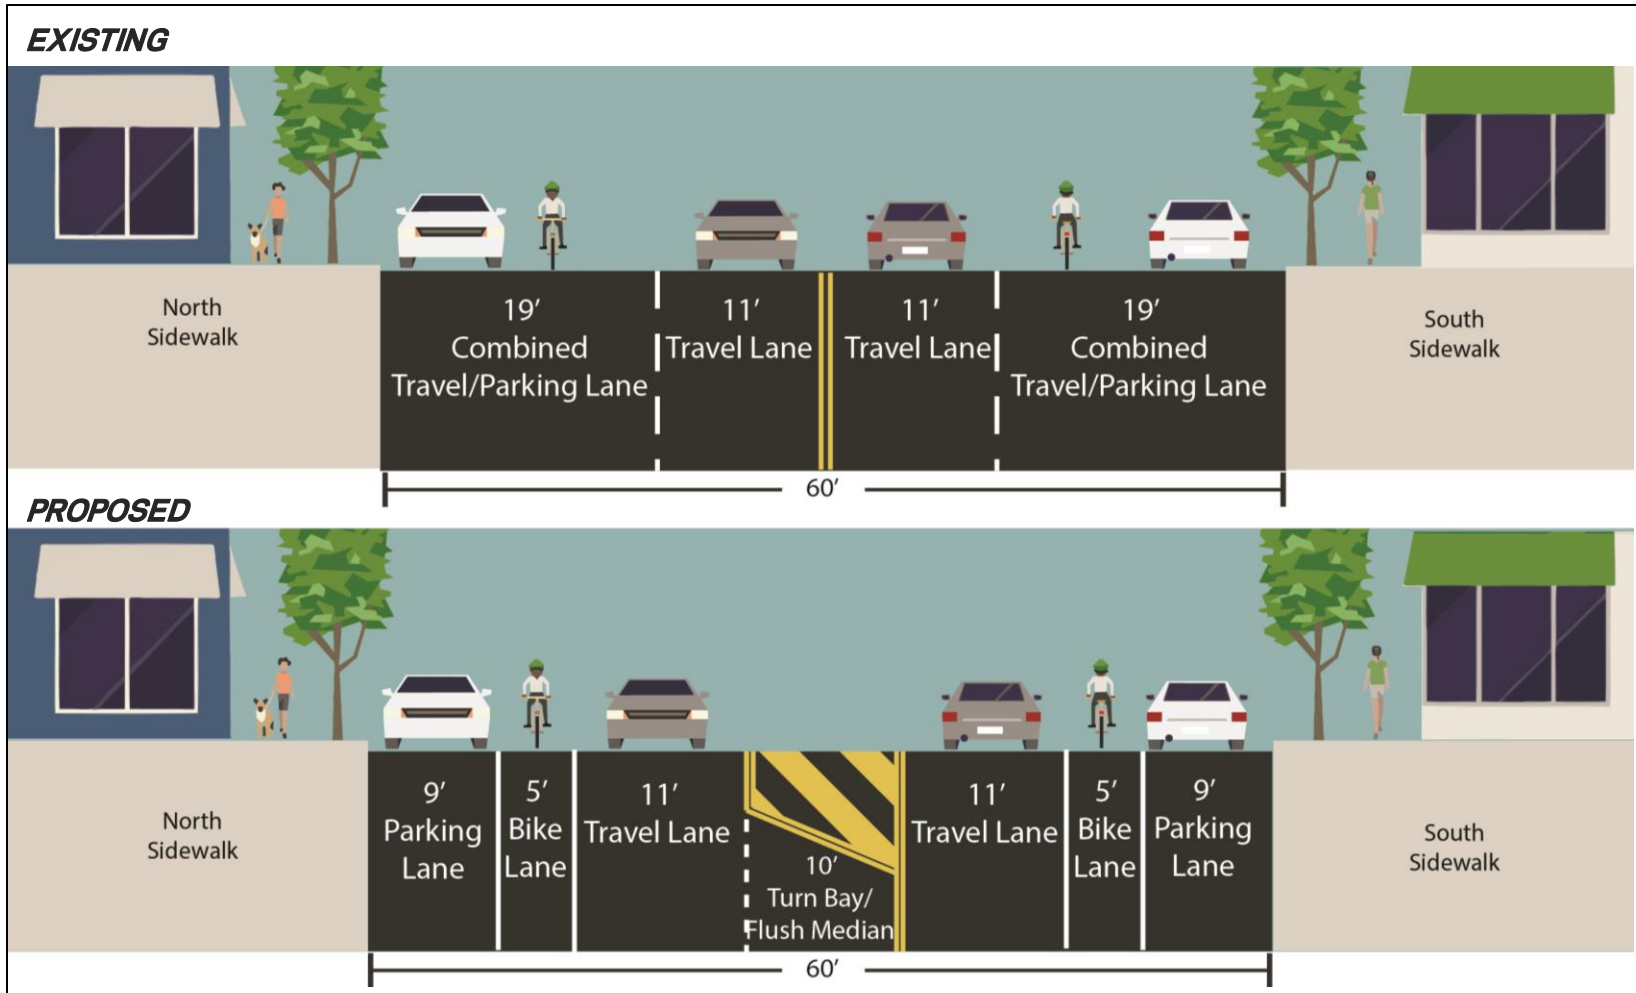 EXISTING
North
Sidewalk
19′
Combined
Travel/Parking Lane
11′
Travel Lane
11′
Travel Lane
19′
Combined
Travel/Parking Lane
South
Sidewalk
60′
PROPOSED
North
Sidewalk
9′
Parking
Lane
5′
Bike
Lane
11′
Travel Lane
10′
Turn Bay/
Flush Median
11′
Travel Lane
5′
Bike
Lane
9′
Parking
Lane
South
Sidewalk
60′